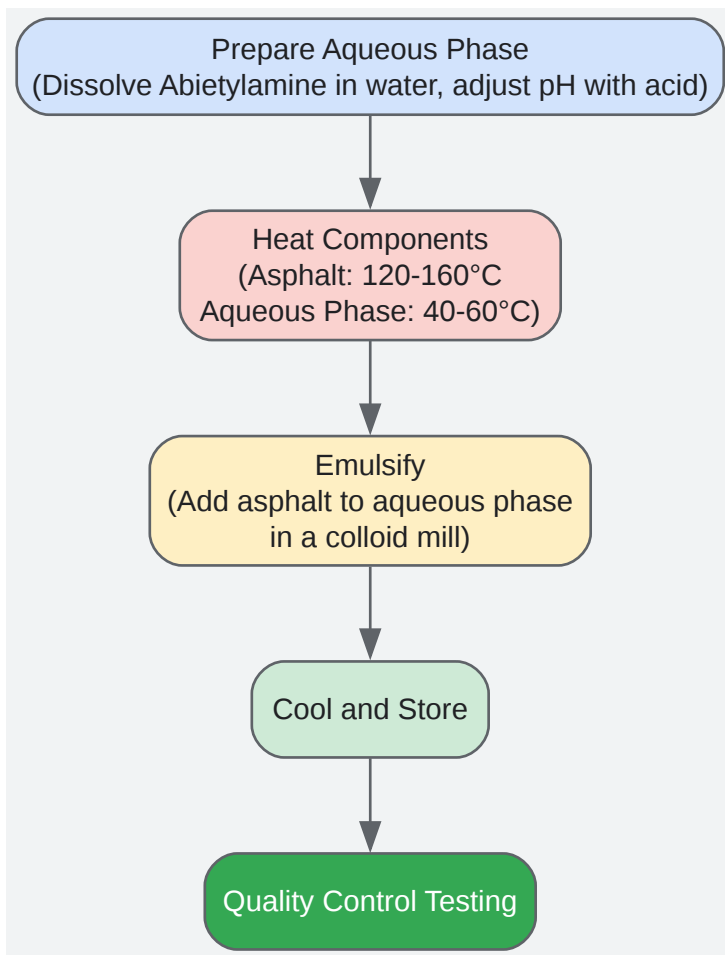 Prepare Aqueous Phase
(Dissolve Abietylamine in water, adjust pH with acid)
Heat Components
(Asphalt: 120-160°C
Aqueous Phase: 40-60°C)
Emulsify
(Add asphalt to aqueous phase
in a colloid mill)
Cool and Store
Quality Control Testing